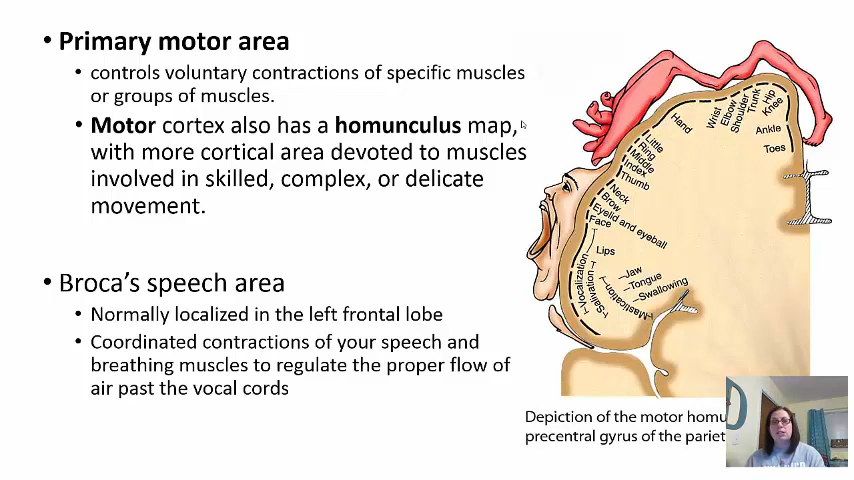 • Primary motor area
• controls voluntary contractions of specific muscles
or groups of muscles.
• Motor cortex also has a homunculus map,
with more cortical area devoted to muscles
involved in skilled, complex, or delicate
movement.
• Broca's speech area
• Normally localized in the left frontal lobe
• Coordinated contractions of your speech and
breathing muscles to regulate the proper flow of
air past the vocal cords
Toes
Ankle
Knee
Hip
Trunk
Shoulder
Elbow
Wrist
Hand
Little
Ring
Middle
Index
Thumb
Neck
Brow
Eyelid and eyeball
Face
Lips
Vocalization
Salivation
Jaw
Tongue
Swallowing
Mastication
Depiction of the motor
precentral gyrus of the